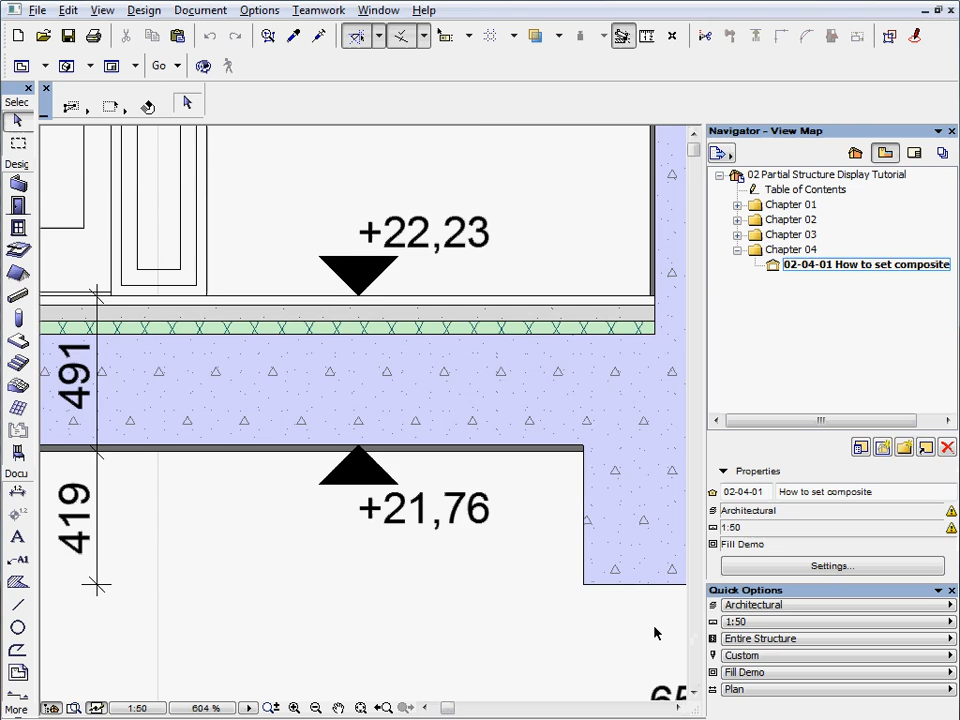 File Edit View Design Document Options Teamwork Window Help
Go
Selec
Desig
Docu
More
+22,23
491
+21,76
419
1:50
604 %
Navigator - View Map
02 Partial Structure Display Tutorial
Table of Contents
Chapter 01
Chapter 02
Chapter 03
Chapter 04
02-04-01 How to set composite
Properties
02-04-01 How to set composite
Architectural
1:50
Fill Demo
Settings...
Quick Options
Architectural
1:50
Entire Structure
Custom
Fill Demo
Plan